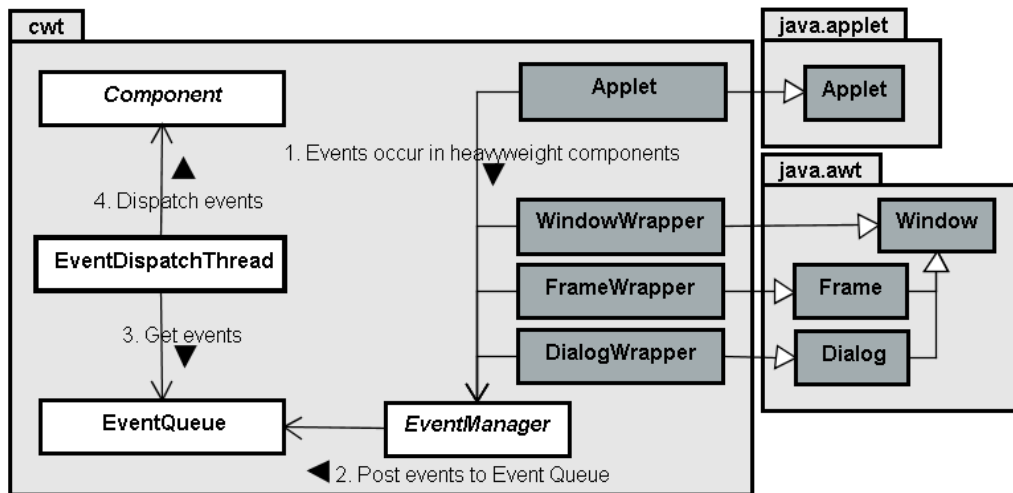 cwt
java.applet
Component
Applet
Applet
1. Events occur in heavyweight components
java.awt
4. Dispatch events
WindowWrapper
Window
EventDispatchThread
FrameWrapper
Frame
3. Get events
DialogWrapper
Dialog
EventQueue
EventManager
2. Post events to Event Queue